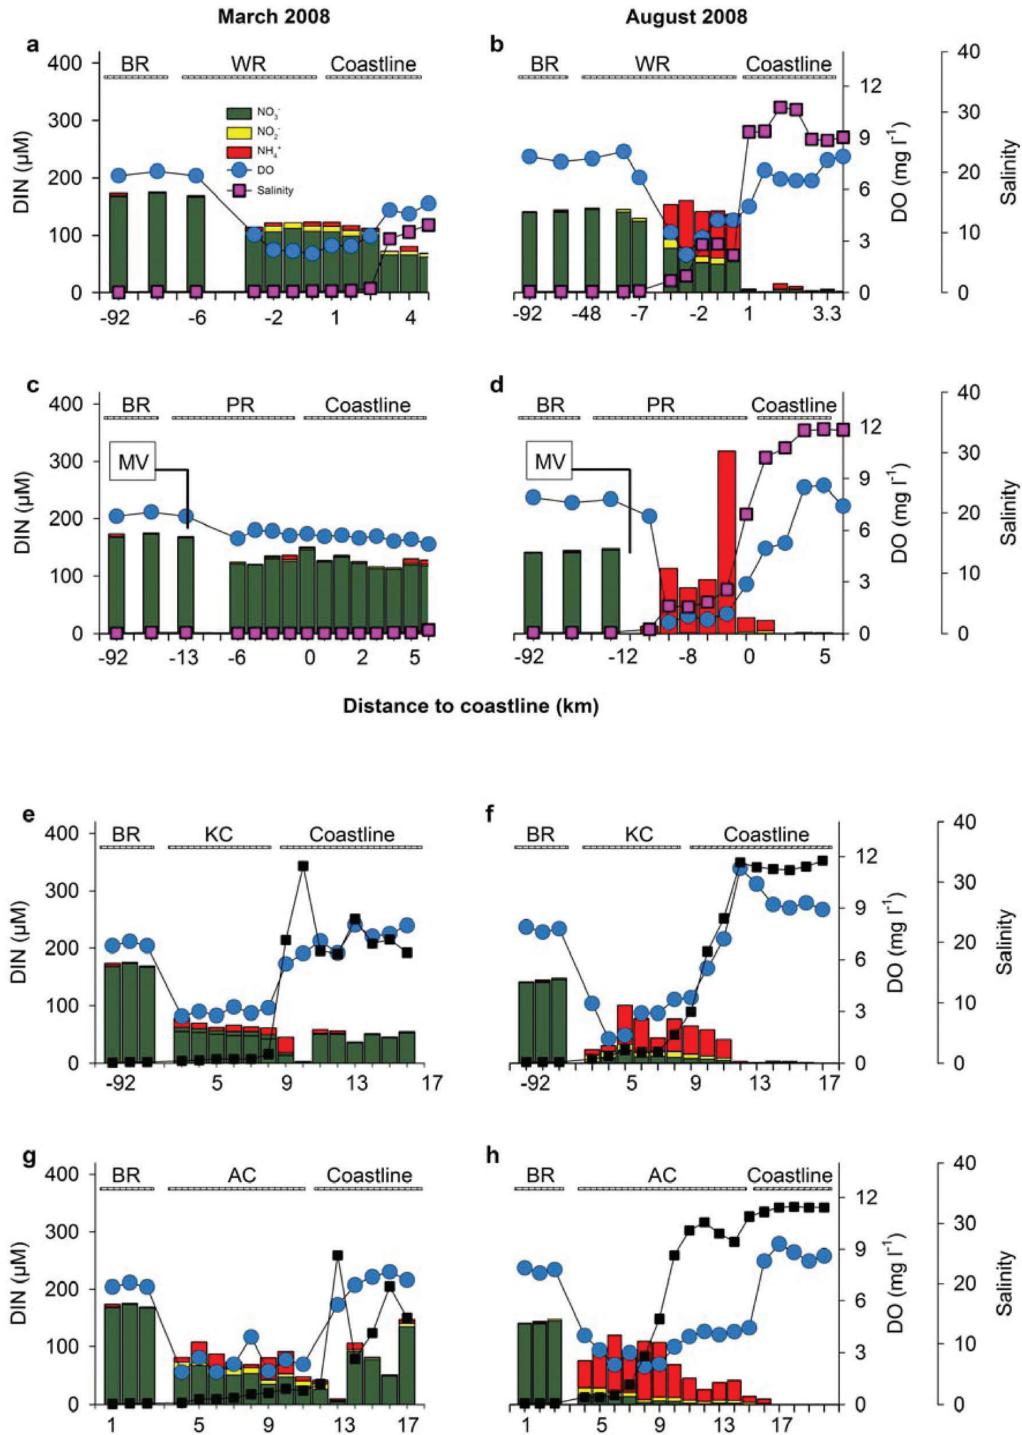 March 2008
August 2008
a
BR WR Coastline
400
300
200
100
0
DIN (µM)
NO₃⁻
NO₂⁻
NH₄⁺
DO
Salinity
-92 -6 -2 1 4
b
BR WR Coastline
12
9
6
3
0
DO (mg l⁻¹)
40
30
20
10
0
Salinity
-92 -48 -7 -2 1 3.3
c
BR PR Coastline
400
300
200
100
0
DIN (µM)
MV
-92 -13 -6 0 2 5
d
BR PR Coastline
MV
12
9
6
3
0
DO (mg l⁻¹)
40
30
20
10
0
Salinity
-92 -12 -8 0 5
Distance to coastline (km)
e
BR KC Coastline
400
300
200
100
0
DIN (µM)
-92 5 9 13 17
f
BR KC Coastline
12
9
6
3
0
DO (mg l⁻¹)
40
30
20
10
0
Salinity
-92 5 9 13 17
g
BR AC Coastline
400
300
200
100
0
DIN (µM)
1 5 9 13 17
h
BR AC Coastline
12
9
6
3
0
DO (mg l⁻¹)
40
30
20
10
0
Salinity
1 5 9 13 17